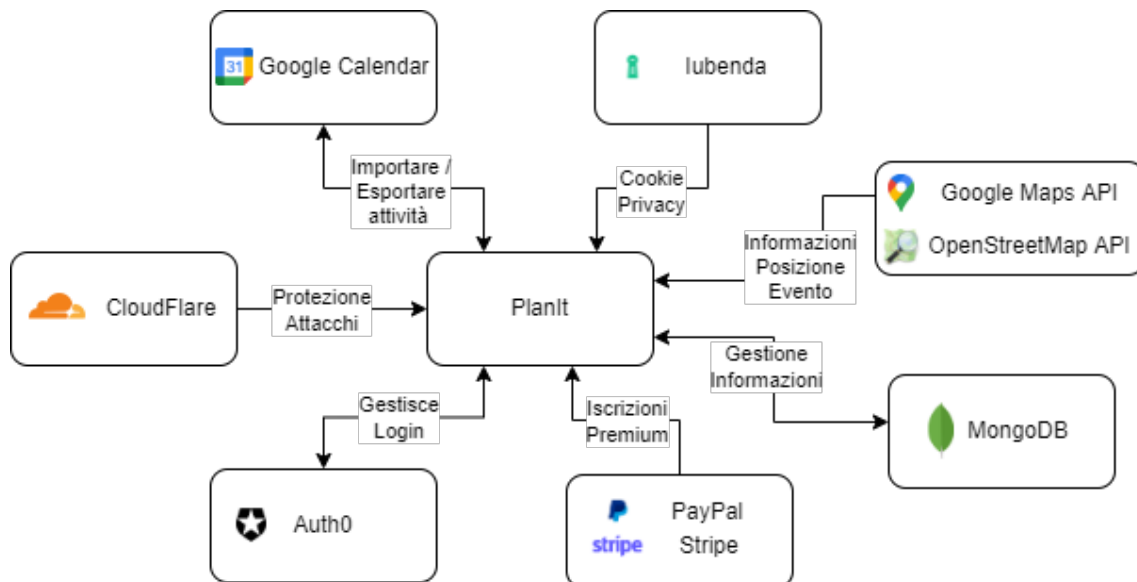 31
Google Calendar
Iubenda
Importare /
Esportare
attività
Cookie
Privacy
Google Maps API
OpenStreetMap API
Informazioni
Posizione
Evento
CloudFlare
Protezione
Attacchi
PlanIt
Gestione
Informazioni
Gestisce
Login
Iscrizioni
Premium
MongoDB
Auth0
PayPal
stripe Stripe